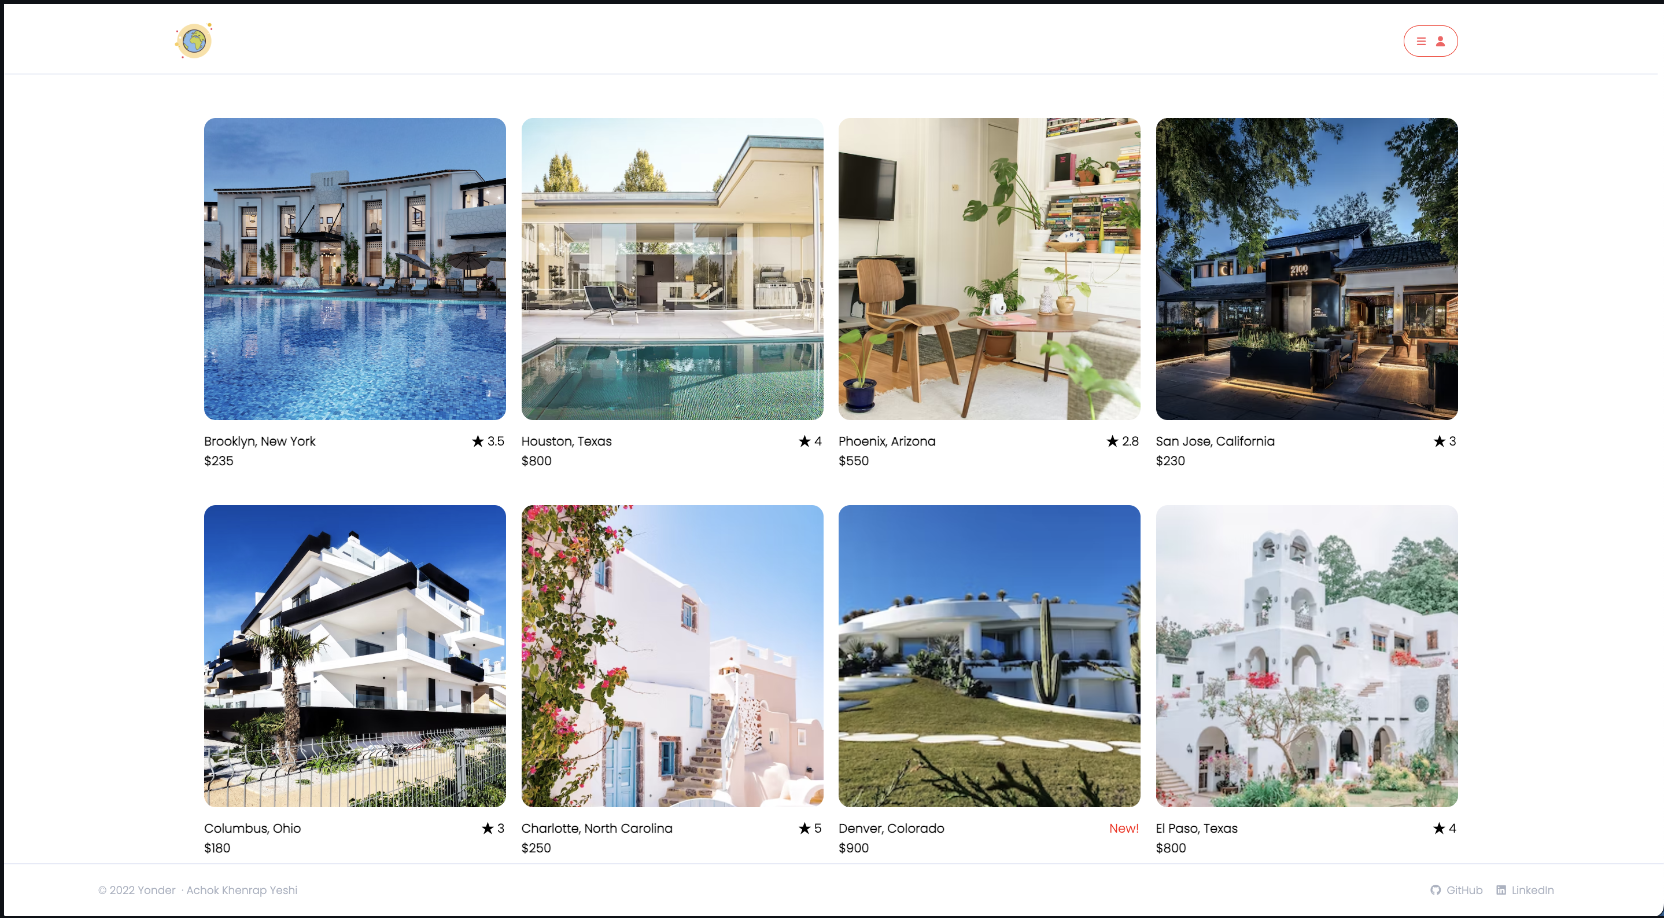 2100
Brooklyn, New York ★ 3.5
$235
Houston, Texas ★ 4
$800
Phoenix, Arizona ★ 2.8
$550
San Jose, California ★ 3
$230
Columbus, Ohio ★ 3
$180
Charlotte, North Carolina ★ 5
$250
Denver, Colorado New!
$900
El Paso, Texas ★ 4
$800
© 2022 Yonder · Achok Khenrap Yeshi
GitHub LinkedIn